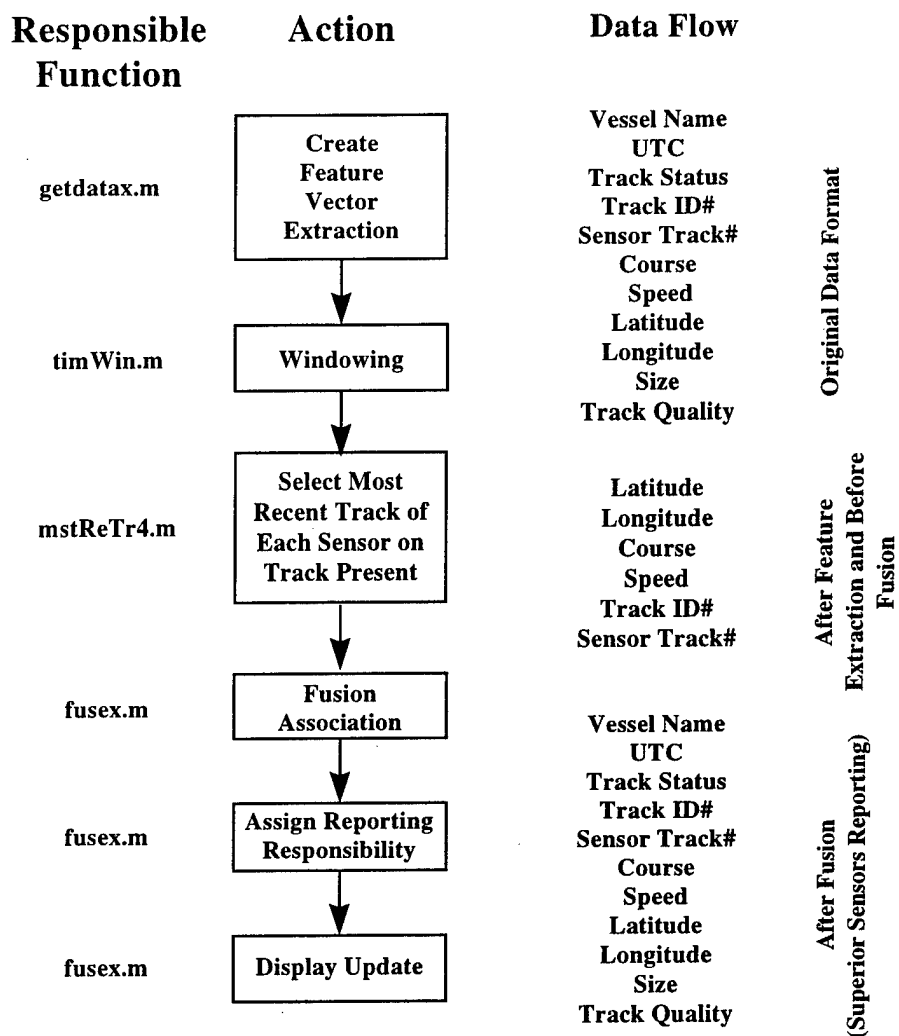 Responsible
Function
Action
Data Flow
getdatax.m
Create
Feature
Vector
Extraction
Vessel Name
UTC
Track Status
Track ID#
Sensor Track#
Course
Speed
Latitude
Longitude
Size
Track Quality
Original Data Format
timWin.m
Windowing
mstReTr4.m
Select Most
Recent Track of
Each Sensor on
Track Present
Latitude
Longitude
Course
Speed
Track ID#
Sensor Track#
After Feature
Extraction and Before
Fusion
fusex.m
Fusion
Association
fusex.m
Assign Reporting
Responsibility
fusex.m
Display Update
Vessel Name
UTC
Track Status
Track ID#
Sensor Track#
Course
Speed
Latitude
Longitude
Size
Track Quality
After Fusion
(Superior Sensors Reporting)